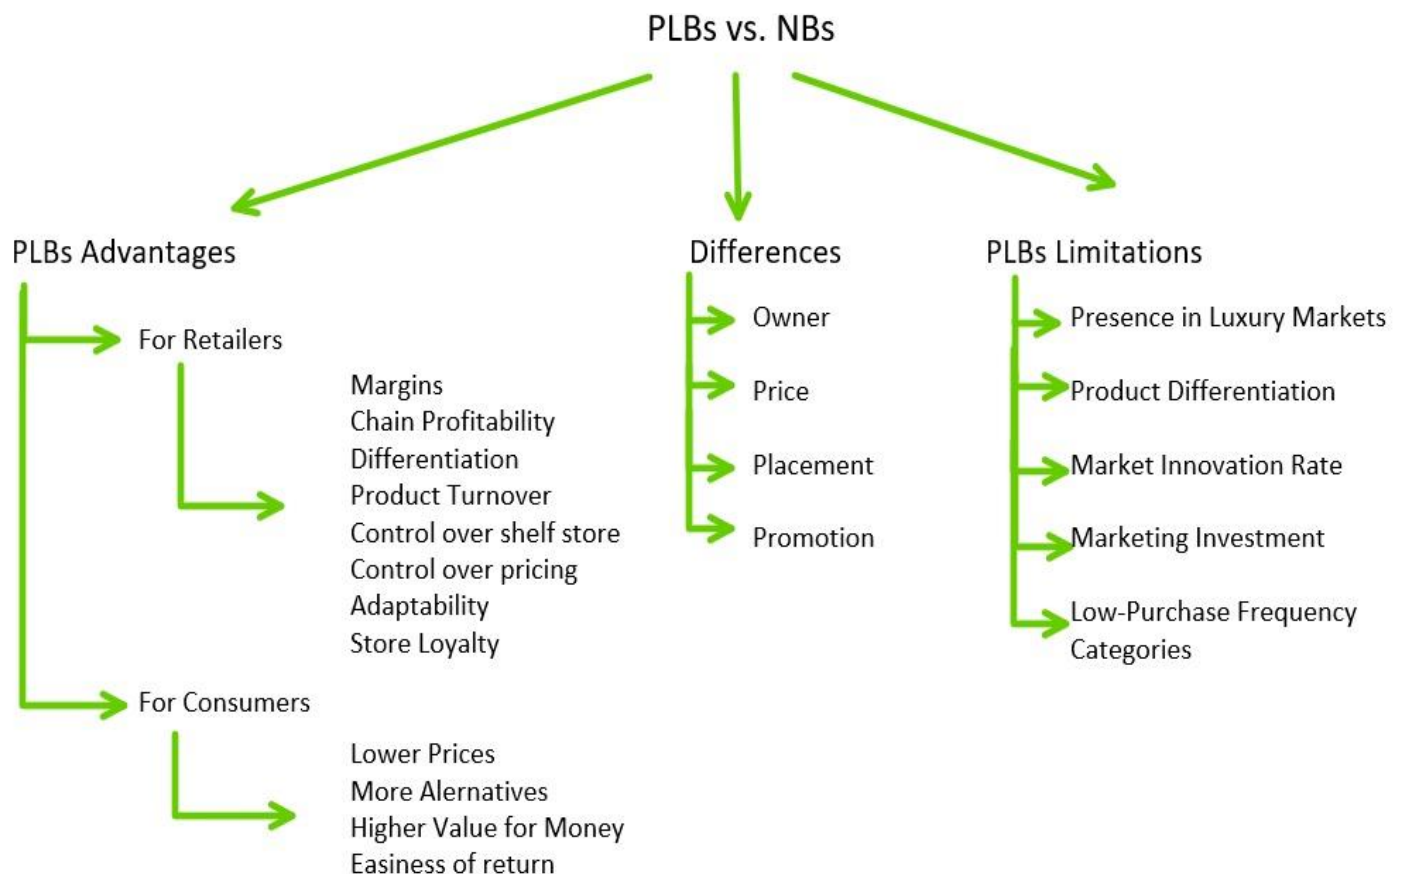 PLBs vs. NBs
PLBs Advantages
For Retailers
Margins
Chain Profitability
Differentiation
Product Turnover
Control over shelf store
Control over pricing
Adaptability
Store Loyalty
For Consumers
Lower Prices
More Alernatives
Higher Value for Money
Easiness of return
Differences
Owner
Price
Placement
Promotion
PLBs Limitations
Presence in Luxury Markets
Product Differentiation
Market Innovation Rate
Marketing Investment
Low-Purchase Frequency
Categories